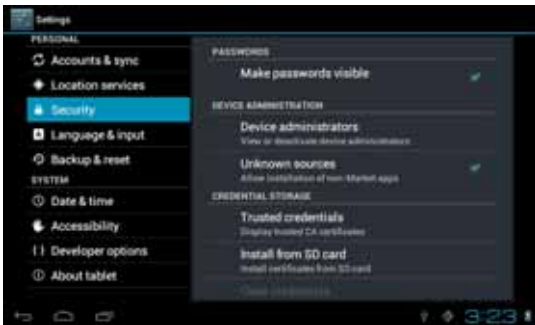 Settings
PERSONAL
Accounts & sync
Location services
Security
Language & input
Backup & reset
SYSTEM
Date & time
Accessibility
Developer options
About tablet
PASSWORDS
Make passwords visible
DEVICE ADMINISTRATION
Device administrators
View or deactivate device administrators
Unknown sources
Allow installation of non-Market apps
CREDENTIAL STORAGE
Trusted credentials
Display trusted CA certificates
Install from SD card
Install certificates from SD card
Clear credentials
3:23